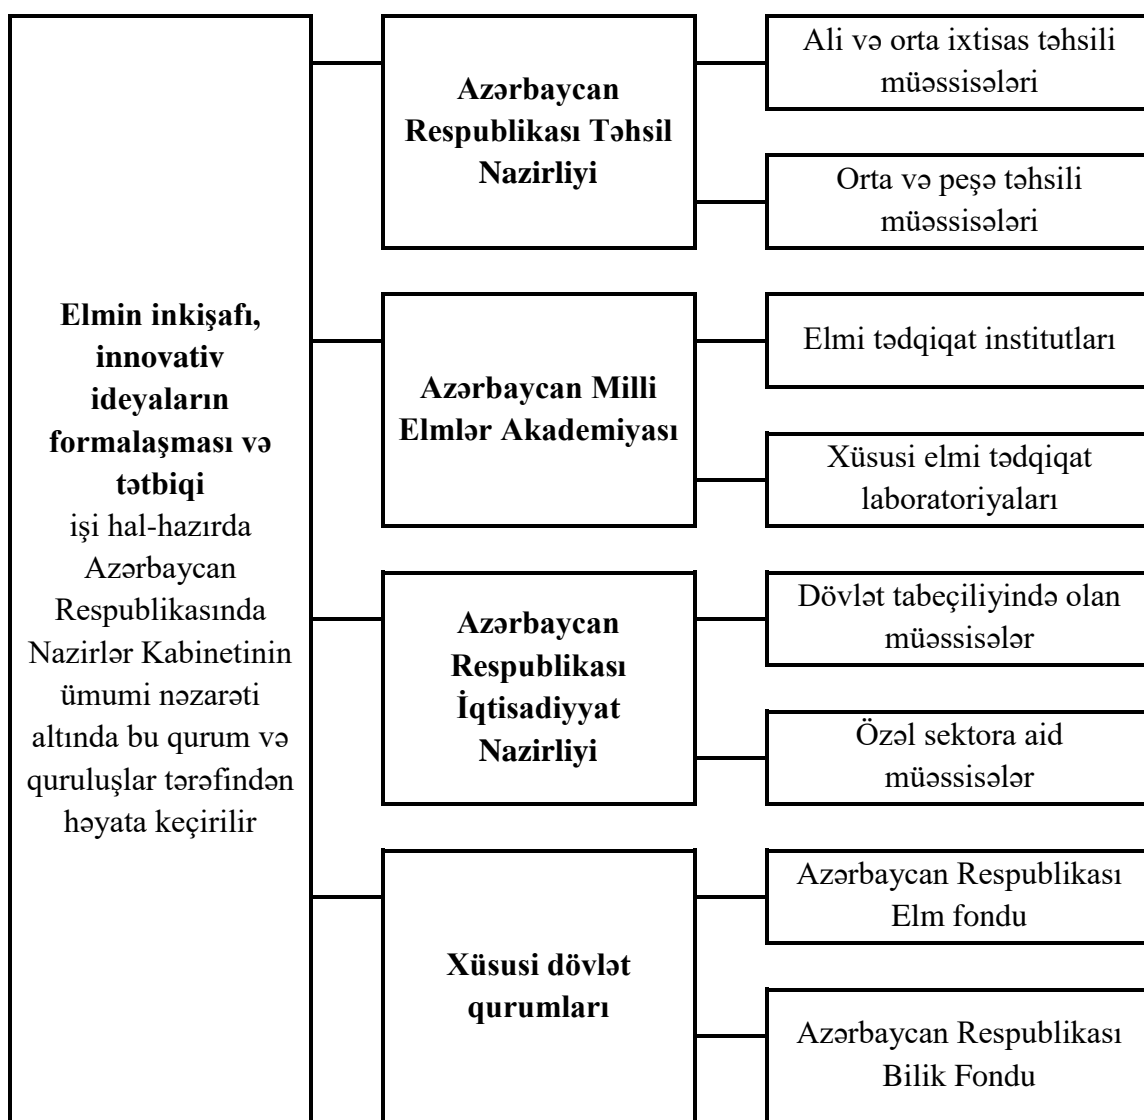 Elmin inkişafı,
innovativ
ideyaların
formalaşması və
tətbiqi
işi hal-hazırda
Azərbaycan
Respublikasında
Nazirlər Kabinetinin
ümumi nəzarəti
altında bu qurum və
quruluşlar tərəfindən
həyata keçirilir
Azərbaycan
Respublikası Təhsil
Nazirliyi
Ali və orta ixtisas təhsili
müəssisələri
Orta və peşə təhsili
müəssisələri
Azərbaycan Milli
Elmlər Akademiyası
Elmi tədqiqat institutları
Xüsusi elmi tədqiqat
laboratoriyaları
Azərbaycan
Respublikası
İqtisadiyyat
Nazirliyi
Dövlət tabeçiliyində olan
müəssisələr
Özəl sektora aid
müəssisələr
Xüsusi dövlət
qurumları
Azərbaycan Respublikası
Elm fondu
Azərbaycan Respublikası
Bilik Fondu